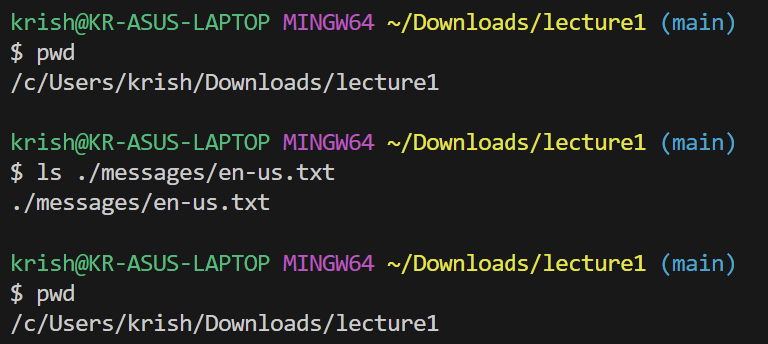 krish@KR-ASUS-LAPTOP MINGW64 ~/Downloads/lecture1 (main)
$ pwd
/c/Users/krish/Downloads/lecture1
krish@KR-ASUS-LAPTOP MINGW64 ~/Downloads/lecture1 (main)
$ ls ./messages/en-us.txt
./messages/en-us.txt
krish@KR-ASUS-LAPTOP MINGW64 ~/Downloads/lecture1 (main)
$ pwd
/c/Users/krish/Downloads/lecture1